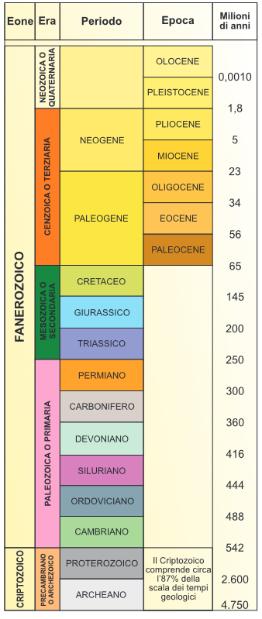 Eone Era Periodo Epoca Milioni
di anni
FANEROZOICO
NEOZOICA O
QUATERNARIA
OLOCENE
0,0010
PLEISTOCENE
1,8
CENZOICA O TERZIARIA
NEOGENE
PLIOCENE
5
MIOCENE
23
PALEOGENE
OLIGOCENE
34
EOCENE
56
PALEOCENE
65
MESOZOICA O
SECONDARIA
CRETACEO
145
GIURASSICO
200
TRIASSICO
250
PALEOZOICA O PRIMARIA
PERMIANO
300
CARBONIFERO
360
DEVONIANO
416
SILURIANO
444
ORDOVICIANO
488
CAMBRIANO
542
CRIPTOZOICO
PRECAMBRIANO
O ARCHEZOICO
PROTEROZOICO
2.600
ARCHEANO
4.750
Il Criptozoico
comprende circa
l'87% della
scala dei tempi
geologici